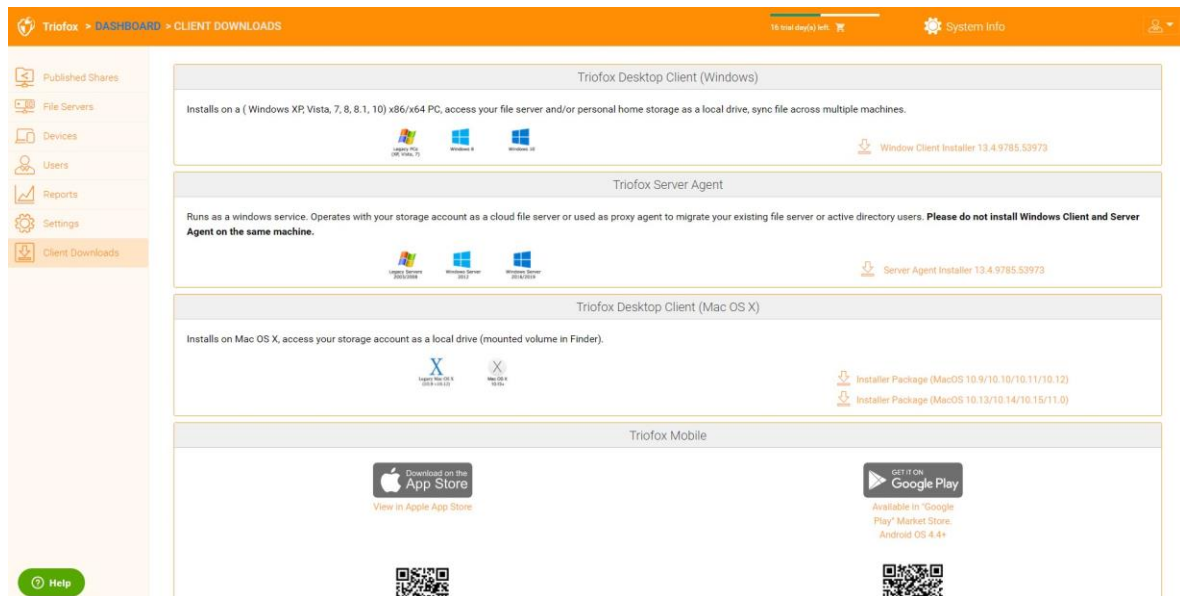 Triofox > DASHBOARD > CLIENT DOWNLOADS
16 trial day(s) left.
System Info
Published Shares
File Servers
Devices
Users
Reports
Settings
Client Downloads
Triofox Desktop Client (Windows)
Installs on a ( Windows XP, Vista, 7, 8, 8.1, 10) x86/x64 PC, access your file server and/or personal home storage as a local drive, sync file across multiple machines.
Legacy PCs
(XP, Vista, 7)
Windows 8
Windows 10
Window Client Installer 13.4.9785.53973
Triofox Server Agent
Runs as a windows service. Operates with your storage account as a cloud file server or used as proxy agent to migrate your existing file server or active directory users. Please do not install Windows Client and Server
Agent on the same machine.
Legacy Servers
2003/2008
Windows Server
2012
Windows Server
2016/2019
Server Agent Installer 13.4.9785.53973
Triofox Desktop Client (Mac OS X)
Installs on Mac OS X, access your storage account as a local drive (mounted volume in Finder).
Legacy Mac OS X
Mac OS X
Installer Package (MacOS 10.9/10.10/10.11/10.12)
Installer Package (MacOS 10.13/10.14/10.15/11.0)
Triofox Mobile
Download on the
App Store
View in Apple App Store
GET IT ON
Google Play
Available in "Google
Play" Market Store.
Android OS 4.4+
Help